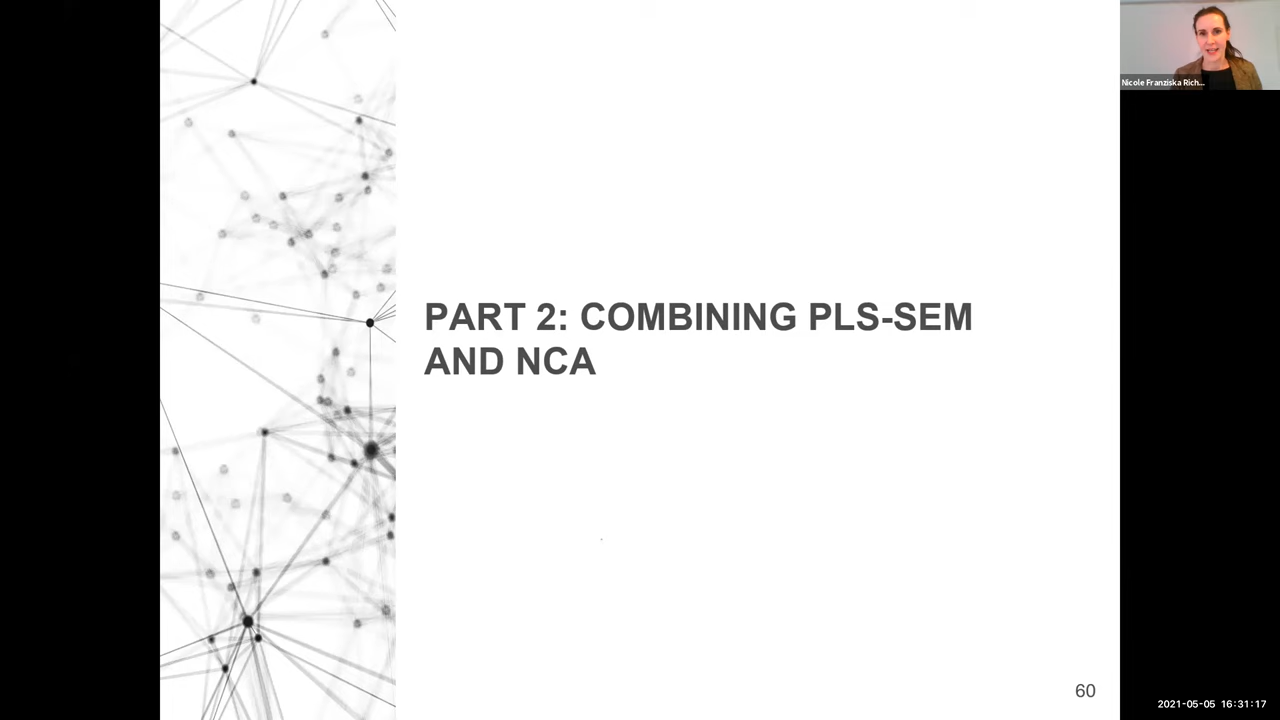 Nicole Franziska Rich...
PART 2: COMBINING PLS-SEM
AND NCA
60
2021-05-05 16:31:17